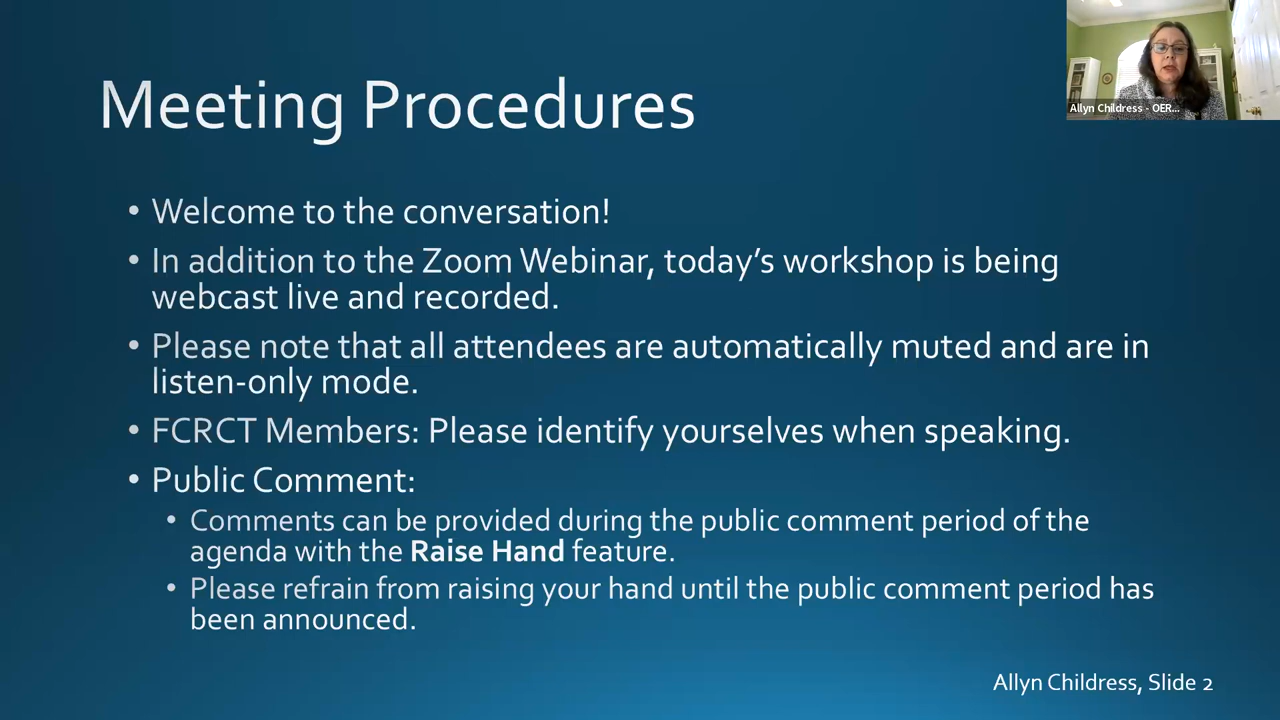 Meeting Procedures
Allyn Childress - OER...
• Welcome to the conversation!
• In addition to the Zoom Webinar, today’s workshop is being
webcast live and recorded.
• Please note that all attendees are automatically muted and are in
listen-only mode.
• FCRCT Members: Please identify yourselves when speaking.
• Public Comment:
• Comments can be provided during the public comment period of the
agenda with the Raise Hand feature.
• Please refrain from raising your hand until the public comment period has
been announced.
Allyn Childress, Slide 2